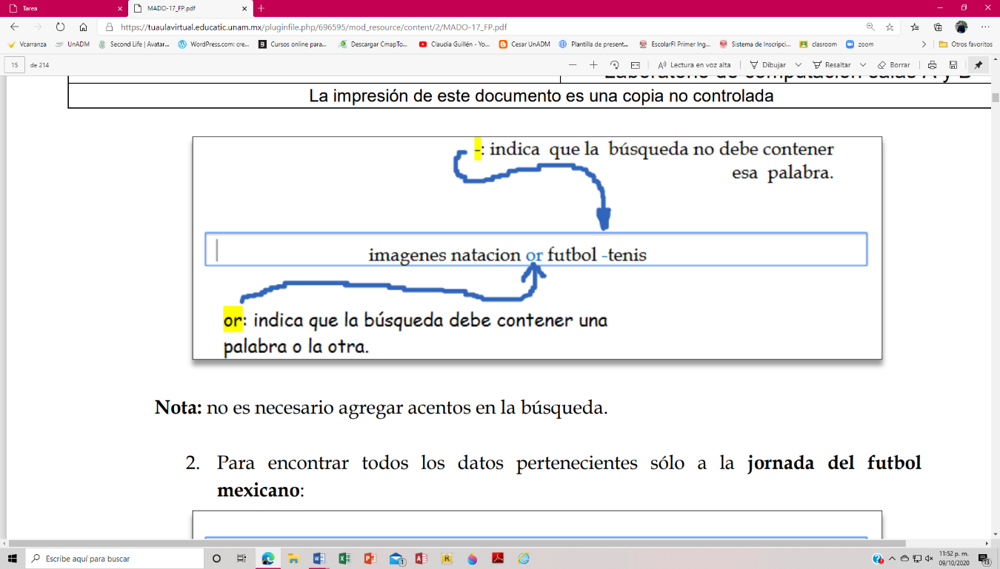 Tarea
MADO-17_FP.pdf
https://tuaulavirtual.educatic.unam.mx/pluginfile.php/696595/mod_resource/content/2/MADO-17_FP.pdf
Vcarranza
UnADM
Second Life | Avatar...
WordPress.com: cre...
Cursos online para...
Descargar CmapTo...
Claudia Guillén - Yo...
Cesar UnADM
Plantilla de present...
EscolarFI Primer Ing...
Sistema de Inscripci...
clasroom
zoom
Otros favoritos
15 de 214
Lectura en voz alta
Dibujar
Resaltar
Borrar
Laboratorio de computación salas A y B
La impresión de este documento es una copia no controlada
-: indica que la búsqueda no debe contener
esa palabra.
imagenes natacion or futbol -tenis
or: indica que la búsqueda debe contener una
palabra o la otra.
Nota: no es necesario agregar acentos en la búsqueda.
2. Para encontrar todos los datos pertenecientes sólo a la jornada del futbol
mexicano:
Escribe aquí para buscar
11:52 p. m.
09/10/2020